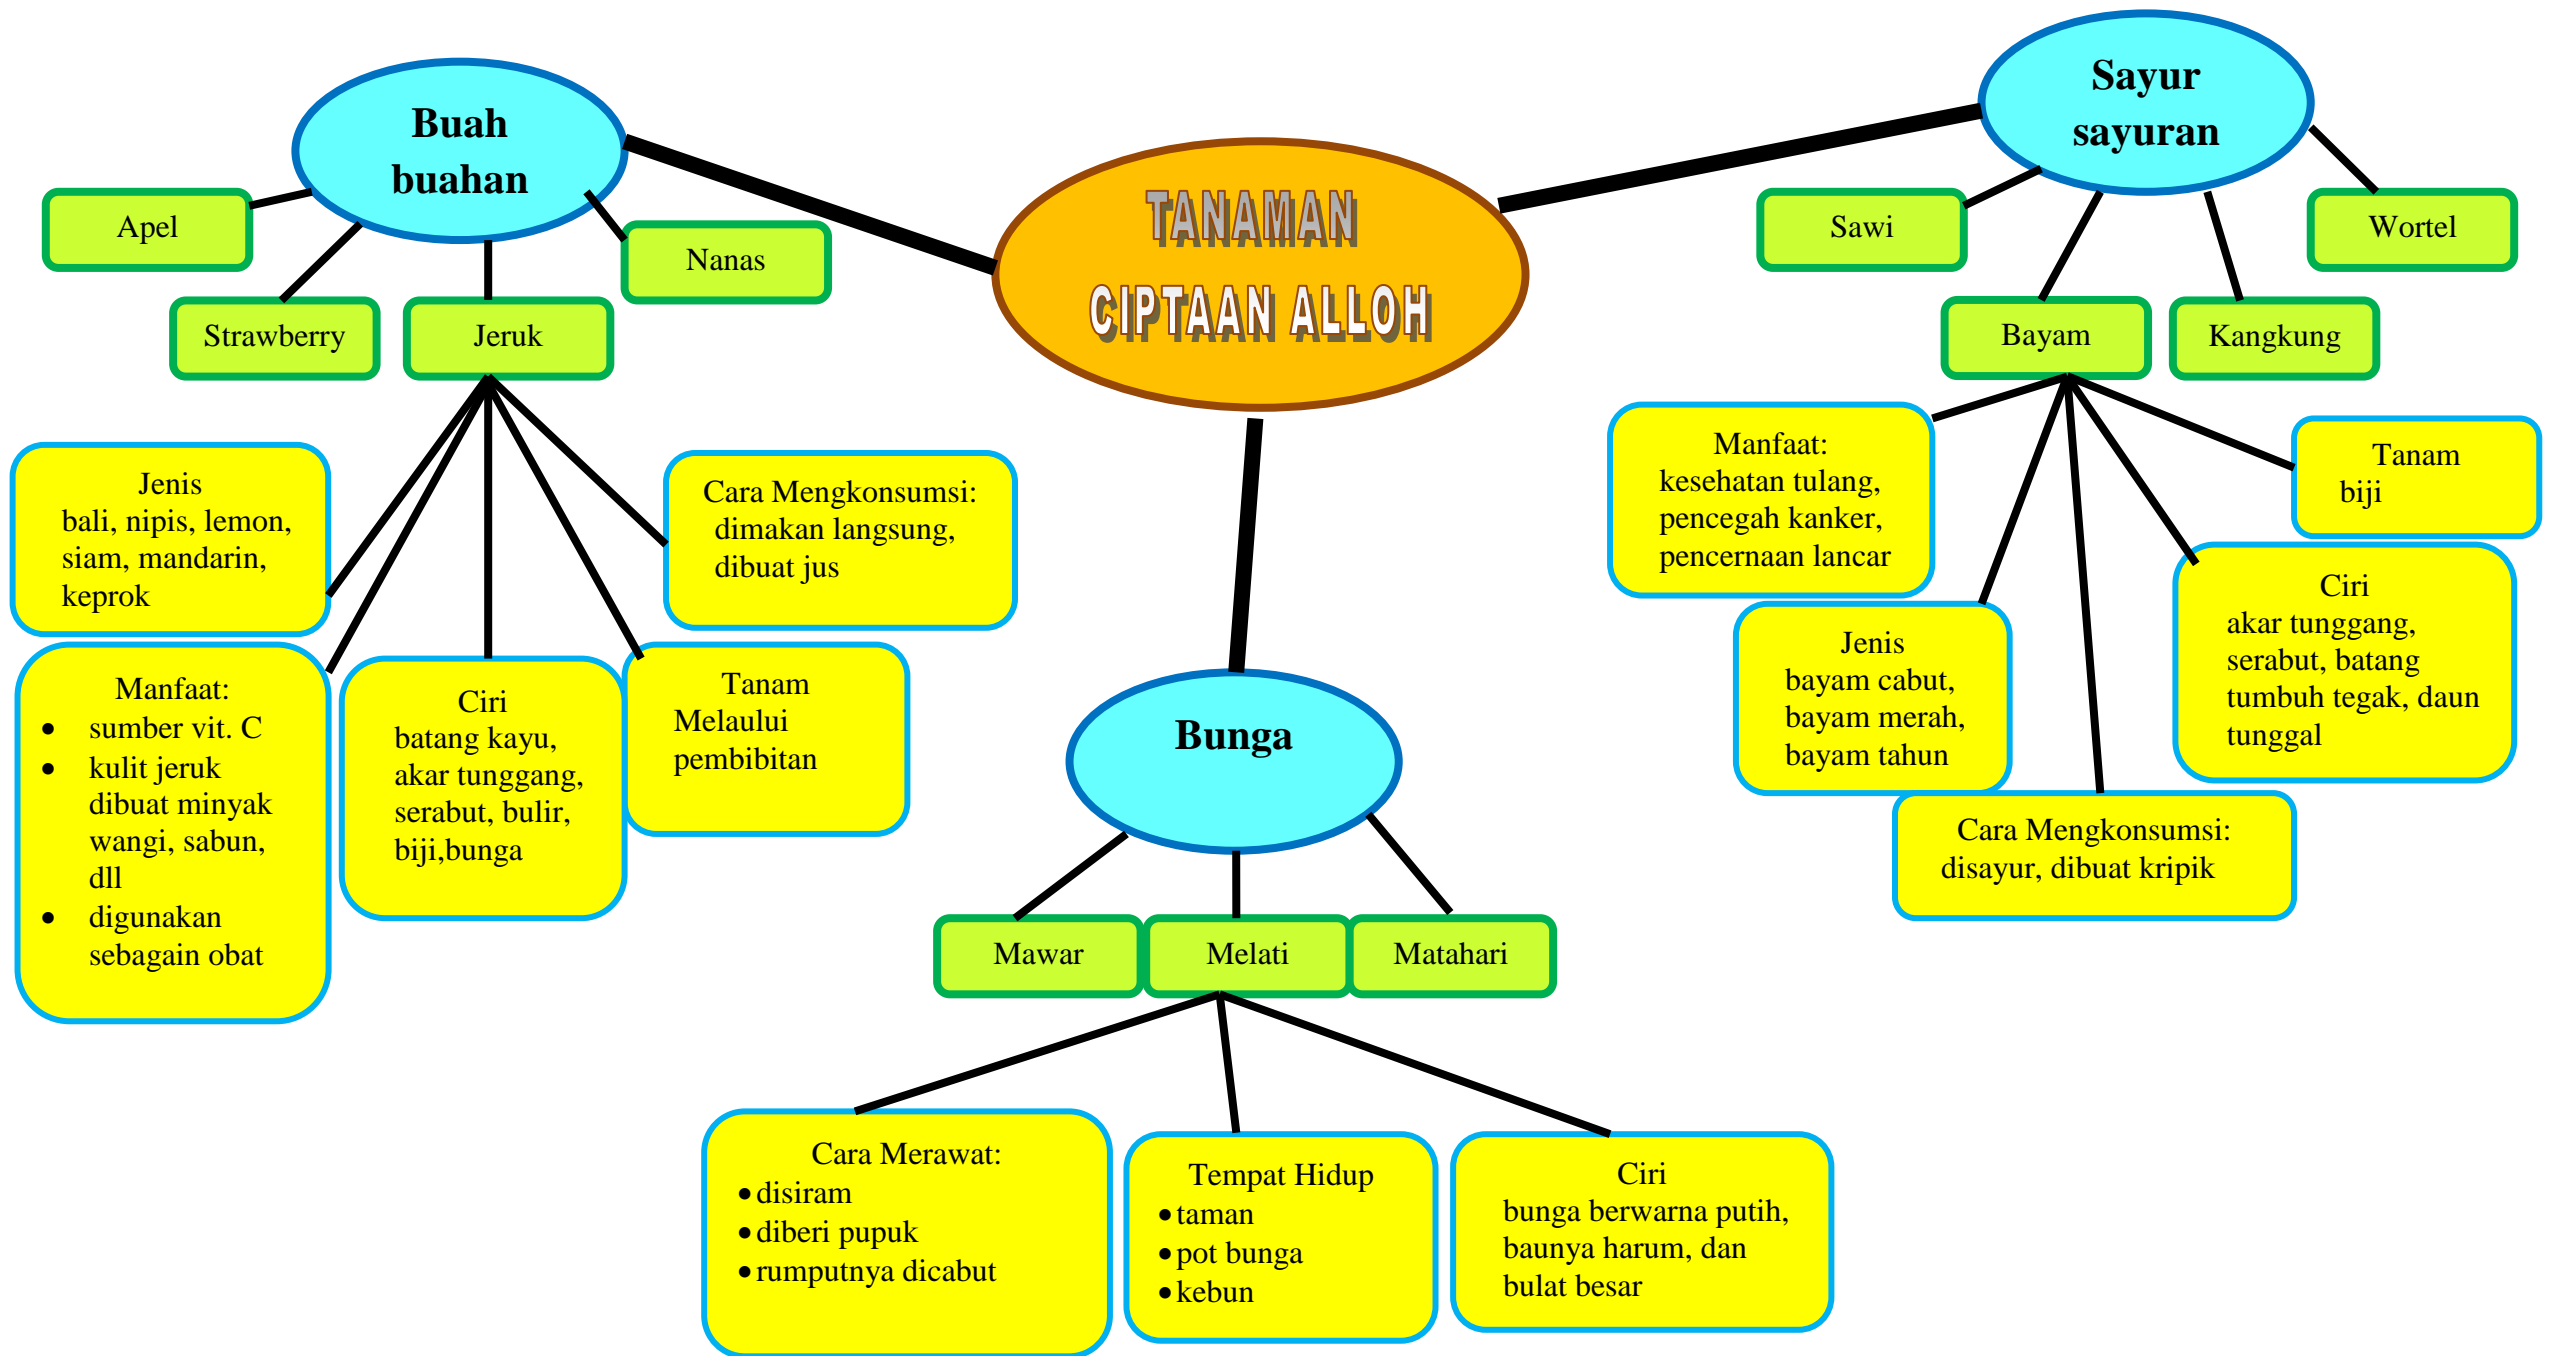 TANAMAN
CIPTAAN ALLOH
Buah
buahan
Apel
Strawberry
Jeruk
Nanas
Jenis
bali, nipis, lemon,
siam, mandarin,
keprok
Manfaat:
• sumber vit. C
• kulit jeruk
dibuat minyak
wangi, sabun,
dll
• digunakan
sebagain obat
Ciri
batang kayu,
akar tunggang,
serabut, bulir,
biji,bunga
Tanam
Melaului
pembibitan
Cara Mengkonsumsi:
dimakan langsung,
dibuat jus
Sayur
sayuran
Sawi
Bayam
Kangkung
Wortel
Manfaat:
kesehatan tulang,
pencegah kanker,
pencernaan lancar
Jenis
bayam cabut,
bayam merah,
bayam tahun
Cara Mengkonsumsi:
disayur, dibuat kripik
Ciri
akar tunggang,
serabut, batang
tumbuh tegak, daun
tunggal
Tanam
biji
Bunga
Mawar
Melati
Matahari
Cara Merawat:
• disiram
• diberi pupuk
• rumputnya dicabut
Tempat Hidup
• taman
• pot bunga
• kebun
Ciri
bunga berwarna putih,
baunya harum, dan
bulat besar